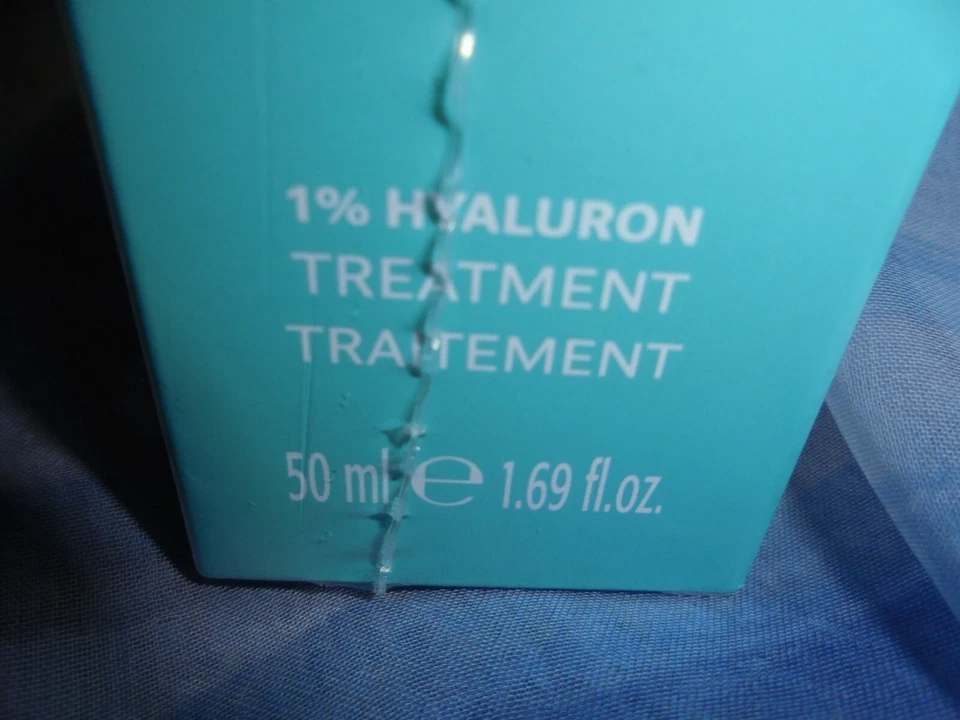 1% HYALURON
TREATMENT
TRAITEMENT
50 ml ℮ 1.69 fl.oz.